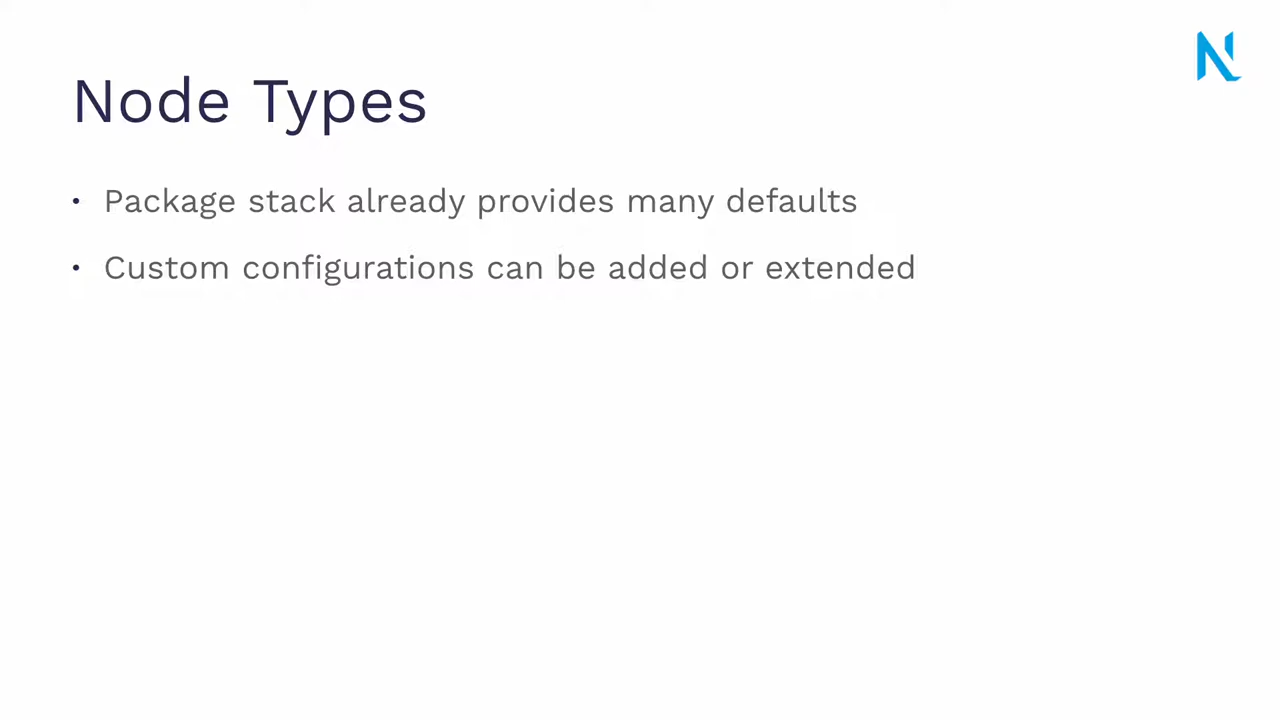 Node Types
• Package stack already provides many defaults
• Custom configurations can be added or extended